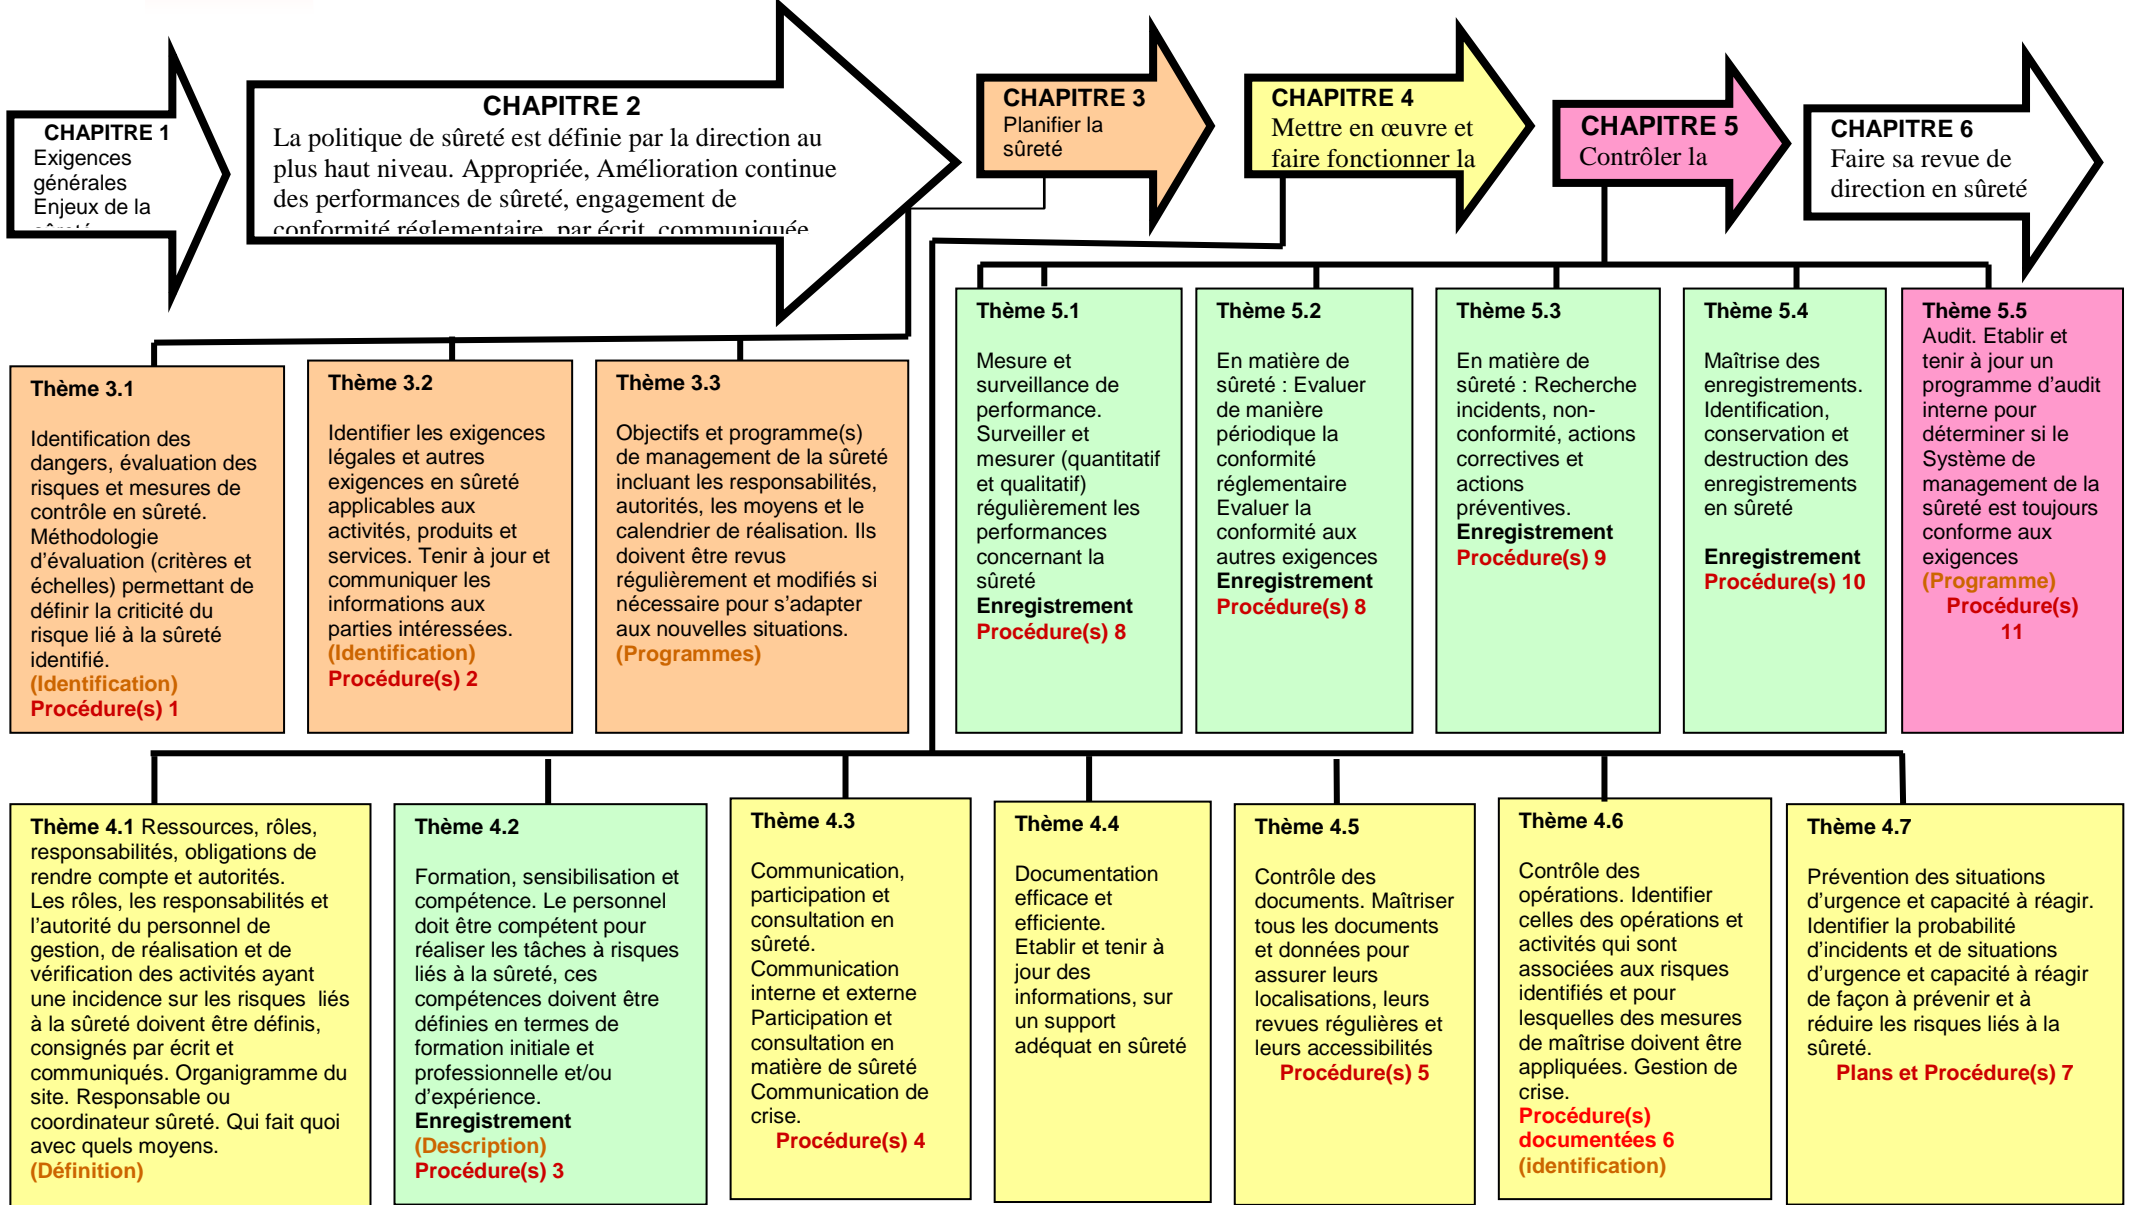 CHAPITRE 1
Exigences
générales
Enjeux de la
CHAPITRE 2
La politique de sûreté est définie par la direction au
plus haut niveau. Appropriée, Amélioration continue
des performances de sûreté, engagement de
conformité réglementaire, par écrit, communiquée
CHAPITRE 3
Planifier la
sûreté
CHAPITRE 4
Mettre en œuvre et
faire fonctionner la
CHAPITRE 5
Contrôler la
CHAPITRE 6
Faire sa revue de
direction en sûreté
Thème 3.1
Identification des
dangers, évaluation des
risques et mesures de
contrôle en sûreté.
Méthodologie
d’évaluation (critères et
échelles) permettant de
définir la criticité du
risque lié à la sûreté
identifié.
(Identification)
Procédure(s) 1
Thème 3.2
Identifier les exigences
légales et autres
exigences en sûreté
applicables aux
activités, produits et
services. Tenir à jour et
communiquer les
informations aux
parties intéressées.
(Identification)
Procédure(s) 2
Thème 3.3
Objectifs et programme(s)
de management de la sûreté
incluant les responsabilités,
autorités, les moyens et le
calendrier de réalisation. Ils
doivent être revus
régulièrement et modifiés si
nécessaire pour s’adapter
aux nouvelles situations.
(Programmes)
Thème 5.1
Mesure et
surveillance de
performance.
Surveiller et
mesurer (quantitatif
et qualitatif)
régulièrement les
performances
concernant la
sûreté
Enregistrement
Procédure(s) 8
Thème 5.2
En matière de
sûreté : Evaluer
de manière
périodique la
conformité
réglementaire
Evaluer la
conformité aux
autres exigences
Enregistrement
Procédure(s) 8
Thème 5.3
En matière de
sûreté : Recherche
incidents, non-
conformité, actions
correctives et
actions
préventives.
Enregistrement
Procédure(s) 9
Thème 5.4
Maîtrise des
enregistrements.
Identification,
conservation et
destruction des
enregistrements
en sûreté
Enregistrement
Procédure(s) 10
Thème 5.5
Audit. Etablir et
tenir à jour un
programme d’audit
interne pour
déterminer si le
Système de
management de la
sûreté est toujours
conforme aux
exigences
(Programme)
Procédure(s)
11
Thème 4.1 Ressources, rôles,
responsabilités, obligations de
rendre compte et autorités.
Les rôles, les responsabilités et
l’autorité du personnel de
gestion, de réalisation et de
vérification des activités ayant
une incidence sur les risques liés
à la sûreté doivent être définis,
consignés par écrit et
communiqués. Organigramme du
site. Responsable ou
coordinateur sûreté. Qui fait quoi
avec quels moyens.
(Définition)
Thème 4.2
Formation, sensibilisation et
compétence. Le personnel
doit être compétent pour
réaliser les tâches à risques
liés à la sûreté, ces
compétences doivent être
définies en termes de
formation initiale et
professionnelle et/ou
d’expérience.
Enregistrement
(Description)
Procédure(s) 3
Thème 4.3
Communication,
participation et
consultation en
sûreté.
Communication
interne et externe
Participation et
consultation en
matière de sûreté
Communication de
crise.
Procédure(s) 4
Thème 4.4
Documentation
efficace et
efficiente.
Etablir et tenir à
jour des
informations, sur
un support
adéquat en sûreté
Thème 4.5
Contrôle des
documents. Maîtriser
tous les documents
et données pour
assurer leurs
localisations, leurs
revues régulières et
leurs accessibilités
Procédure(s) 5
Thème 4.6
Contrôle des
opérations. Identifier
celles des opérations et
activités qui sont
associées aux risques
identifiés et pour
lesquelles des mesures
de maîtrise doivent être
appliquées. Gestion de
crise.
Procédure(s)
documentées 6
(identification)
Thème 4.7
Prévention des situations
d’urgence et capacité à réagir.
Identifier la probabilité
d’incidents et de situations
d’urgence et capacité à réagir
de façon à prévenir et à
réduire les risques liés à la
sûreté.
Plans et Procédure(s) 7